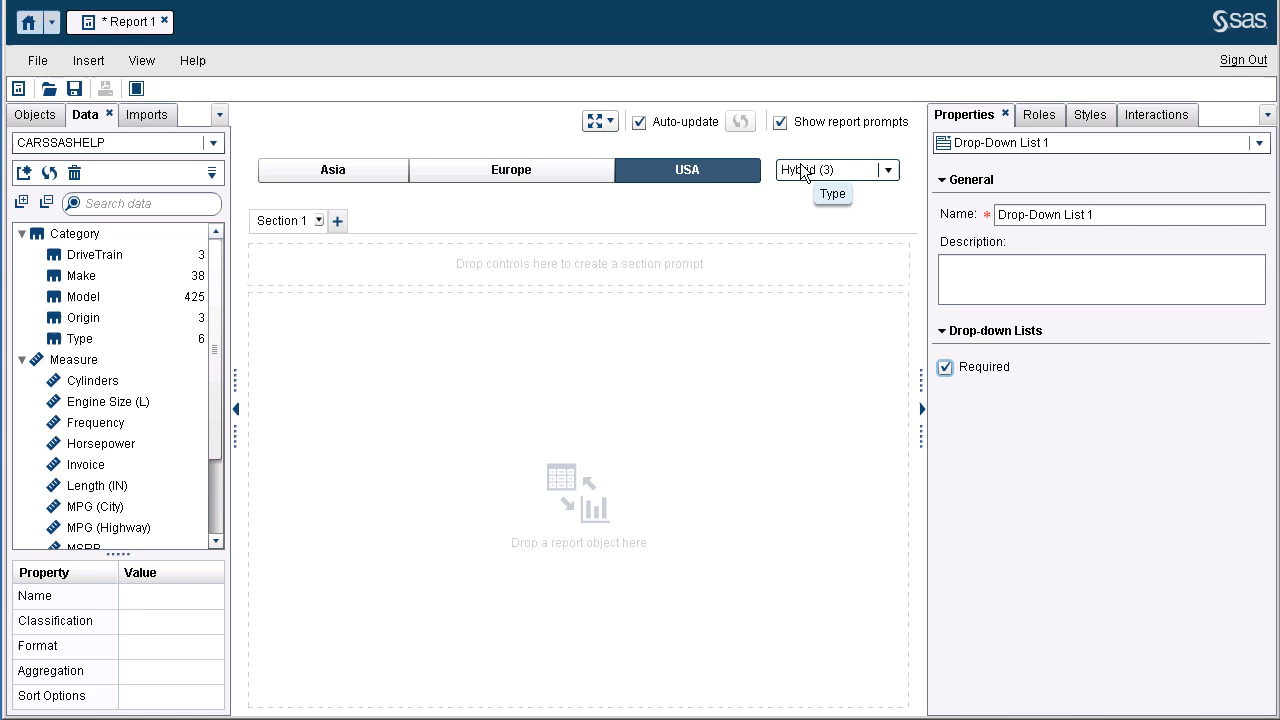 * Report 1
sas
File Insert View Help
Sign Out
Objects Data Imports
Auto-update
Show report prompts
Properties Roles Styles Interactions
CARSSASHELP
Drop-Down List 1
Asia Europe USA
Hybrid (3)
Type
Search data
General
Name: * Drop-Down List 1
Description:
Section 1
Category
DriveTrain 3
Make 38
Model 425
Origin 3
Type 6
Measure
Cylinders
Engine Size (L)
Frequency
Horsepower
Invoice
Length (IN)
MPG (City)
MPG (Highway)
MSRP
Drop controls here to create a section prompt
Drop a report object here
Drop-down Lists
Required
Property Value
Name
Classification
Format
Aggregation
Sort Options